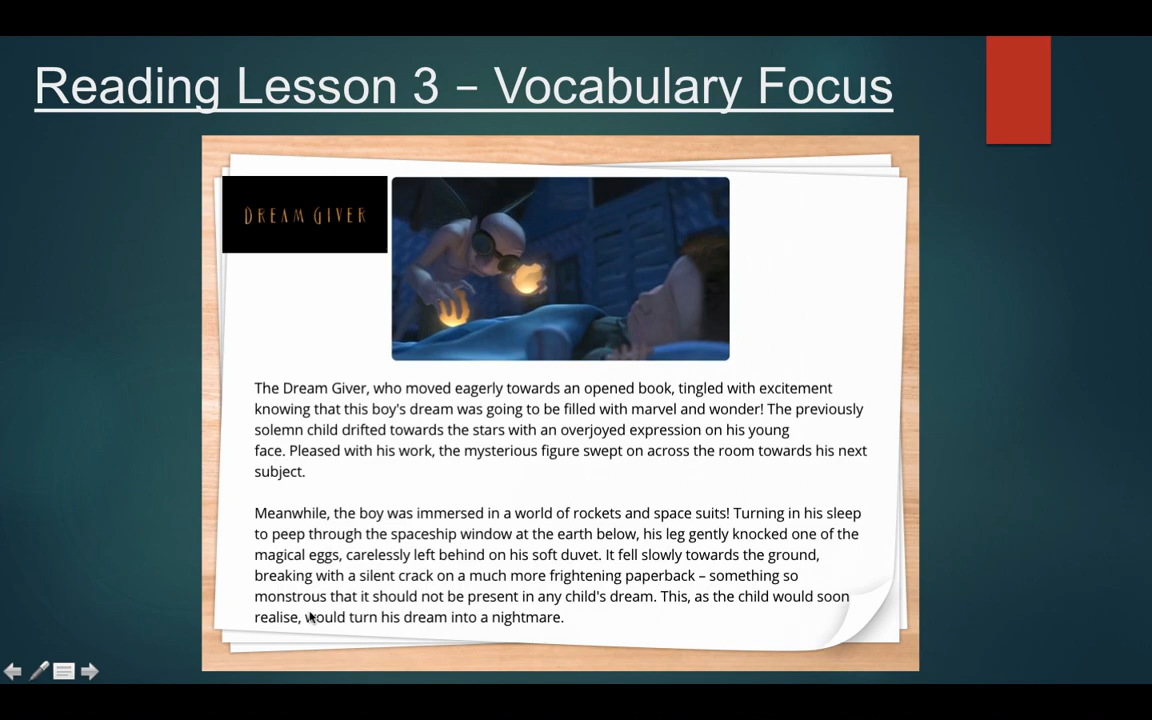 Reading Lesson 3 – Vocabulary Focus
DREAM GIVER
The Dream Giver, who moved eagerly towards an opened book, tingled with excitement
knowing that this boy's dream was going to be filled with marvel and wonder! The previously
solemn child drifted towards the stars with an overjoyed expression on his young
face. Pleased with his work, the mysterious figure swept on across the room towards his next
subject.
Meanwhile, the boy was immersed in a world of rockets and space suits! Turning in his sleep
to peep through the spaceship window at the earth below, his leg gently knocked one of the
magical eggs, carelessly left behind on his soft duvet. It fell slowly towards the ground,
breaking with a silent crack on a much more frightening paperback – something so
monstrous that it should not be present in any child's dream. This, as the child would soon
realise, would turn his dream into a nightmare.